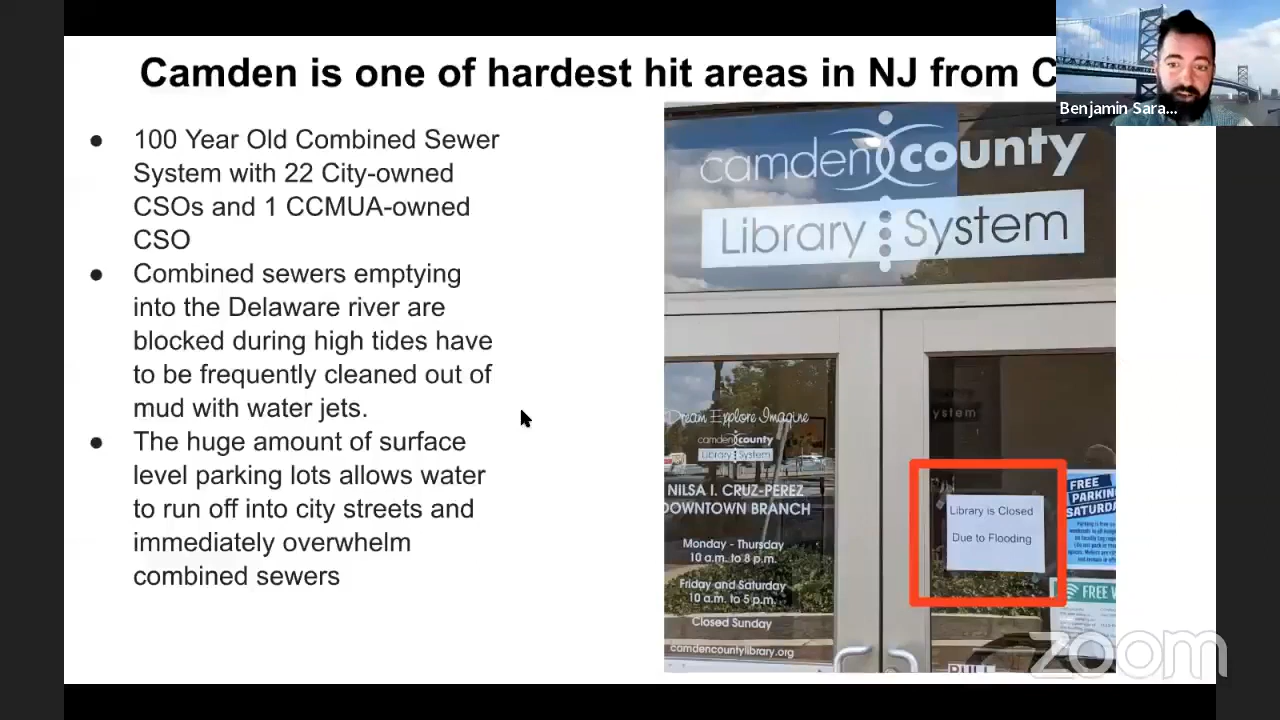 Camden is one of hardest hit areas in NJ from C
Benjamin Sara...
● 100 Year Old Combined Sewer
System with 22 City-owned
CSOs and 1 CCMUA-owned
CSO
● Combined sewers emptying
into the Delaware river are
blocked during high tides have
to be frequently cleaned out of
mud with water jets.
● The huge amount of surface
level parking lots allows water
to run off into city streets and
immediately overwhelm
combined sewers
camden county
Library System
Dream Explore Imagine
camden county
Library System
NILSA I. CRUZ-PEREZ
DOWNTOWN BRANCH
Monday - Thursday
10 a.m. to 8 p.m.
Friday and Saturday
10 a.m. to 5 p.m.
Closed Sunday
camdencountylibrary.org
ystem
Library is Closed
Due to Flooding
FREE
PARKING
SATURDA
FREE W
PULL
zoom